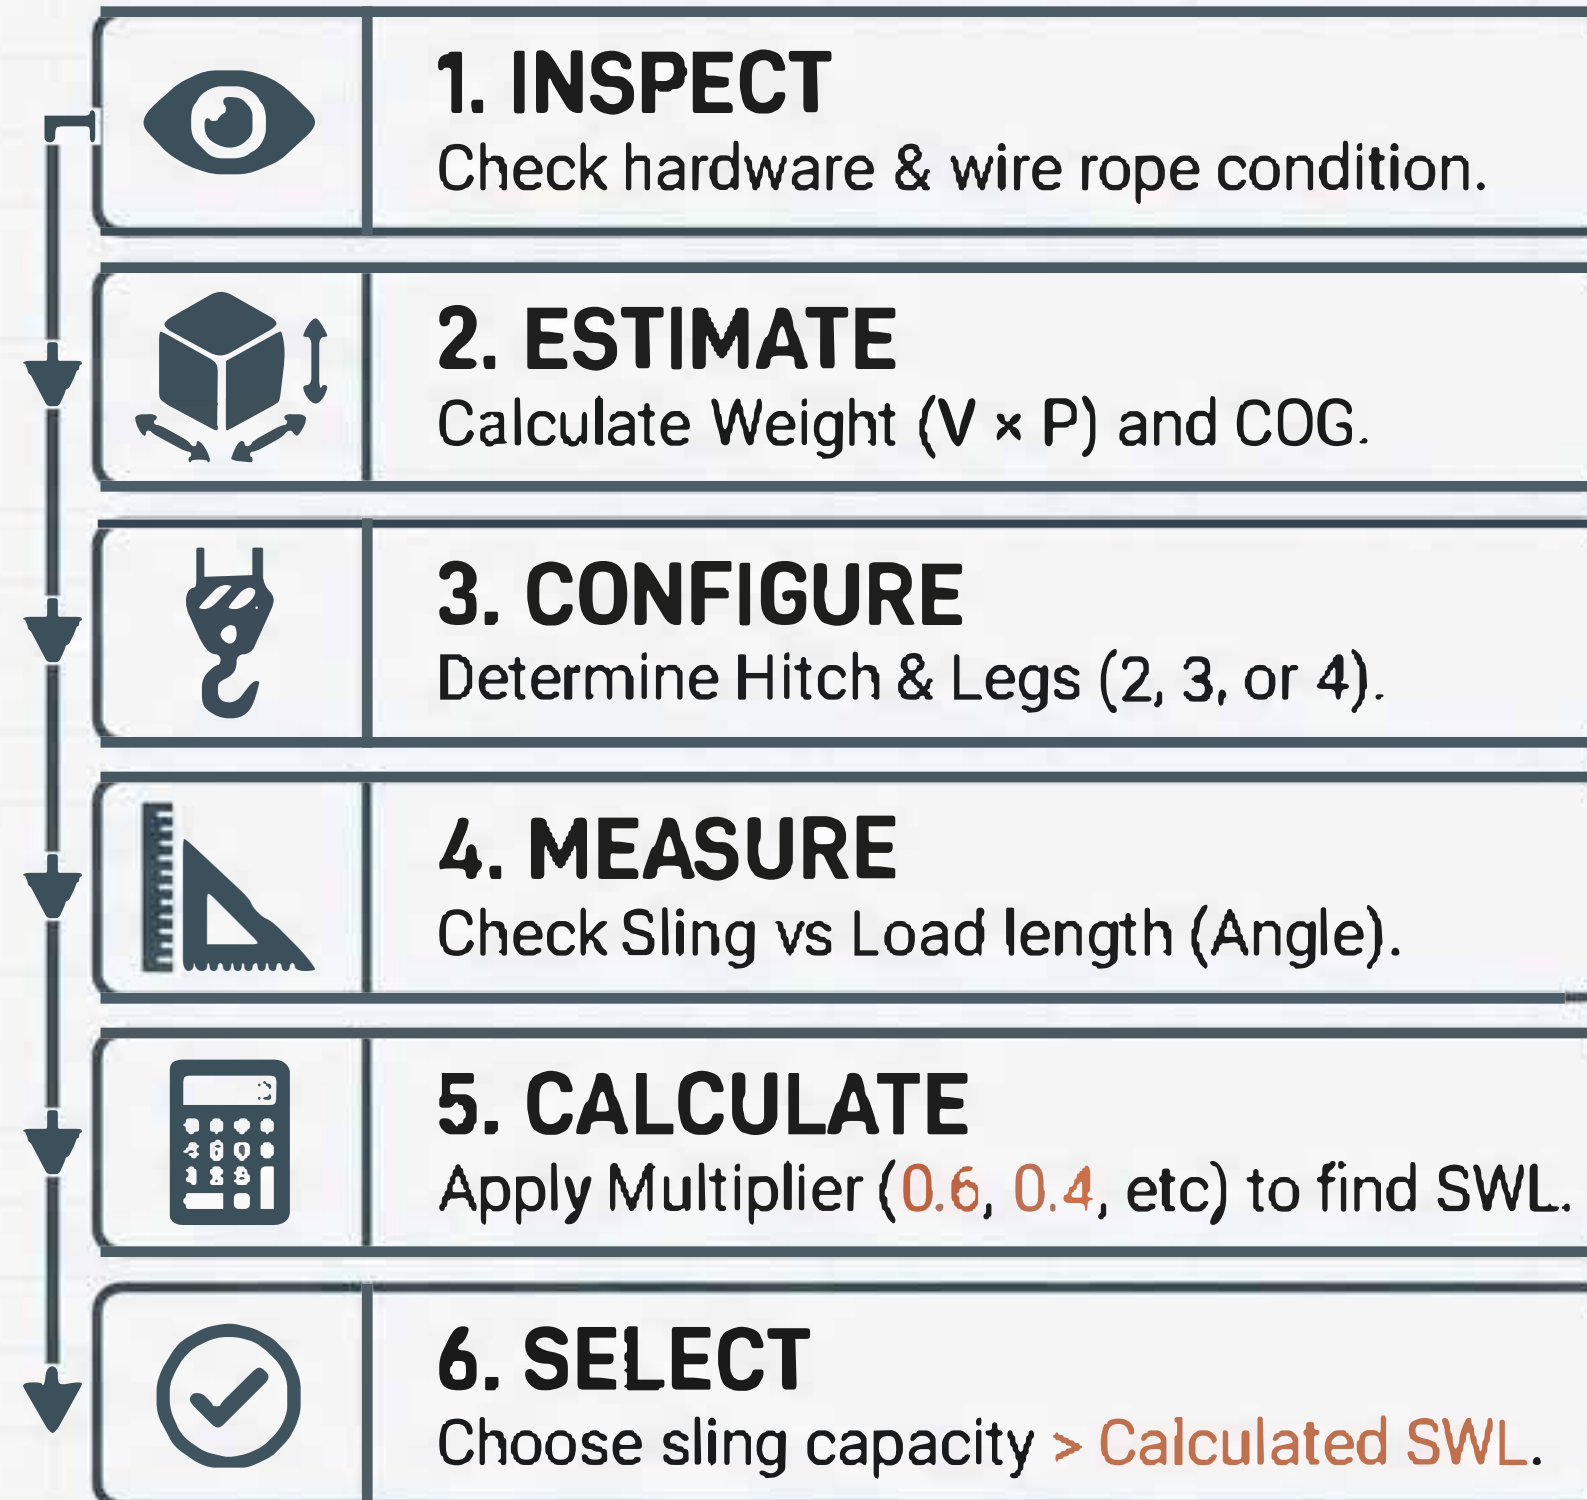 1. INSPECT
Check hardware & wire rope condition.
2. ESTIMATE
Calculate Weight (V × P) and COG.
3. CONFIGURE
Determine Hitch & Legs (2, 3, or 4).
4. MEASURE
Check Sling vs Load length (Angle).
5. CALCULATE
Apply Multiplier (0.6, 0.4, etc) to find SWL.
6. SELECT
Choose sling capacity > Calculated SWL.